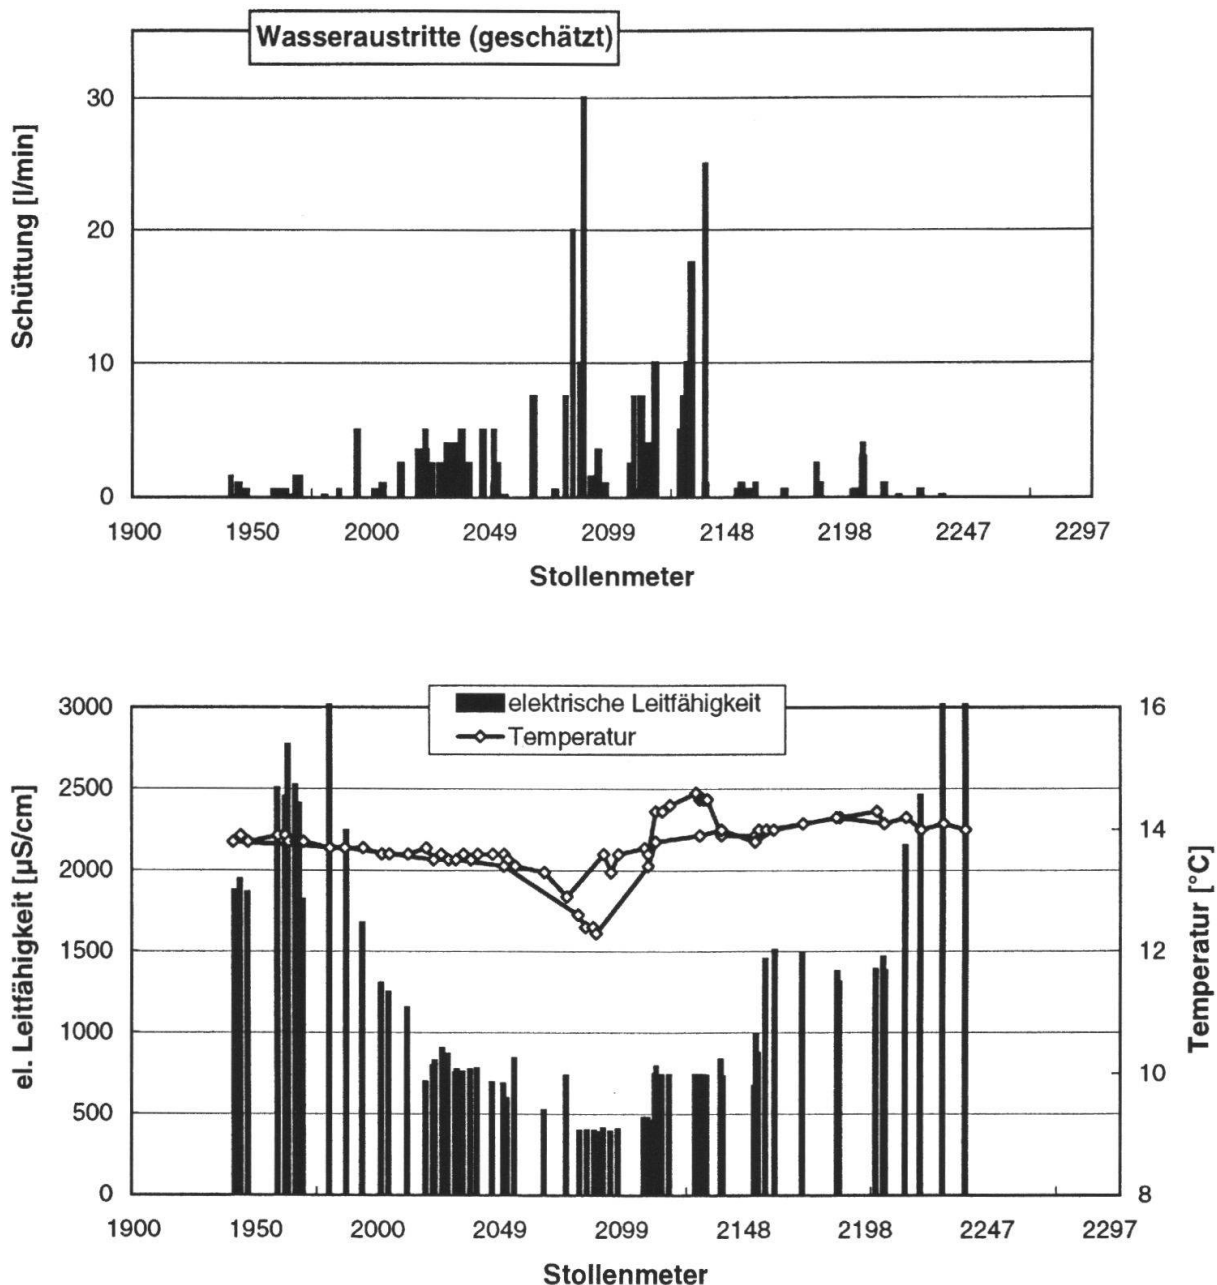 Wasseraustritte (geschätzt)
Schüttung [l/min]
30
20
10
0
1900 1950 2000 2049 2099 2148 2198 2247 2297
Stollenmeter
elektrische Leitfähigkeit
Temperatur
el. Leitfähigkeit [µS/cm]
3000
2500
2000
1500
1000
500
0
16
14
12
10
8
Temperatur [°C]
1900 1950 2000 2049 2099 2148 2198 2247 2297
Stollenmeter